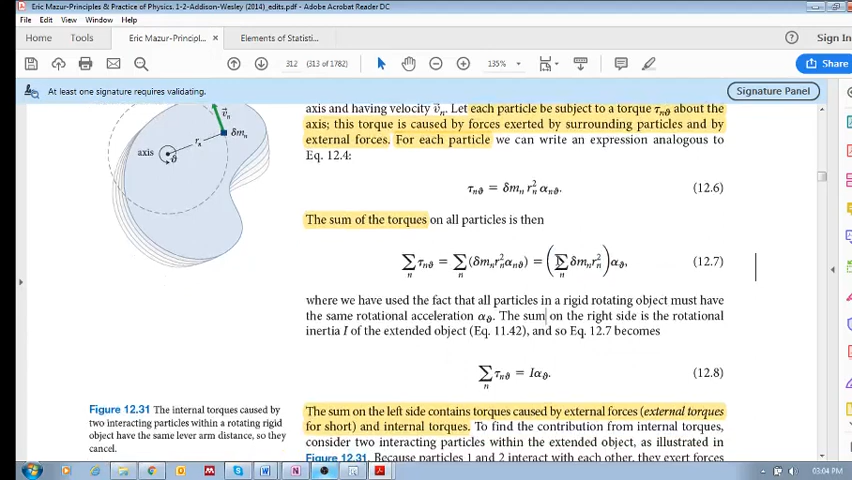 Eric Mazur-Principles & Practice of Physics. 1-2-Addison-Wesley (2014)_edits.pdf - Adobe Acrobat Reader DC
File Edit View Window Help
Home Tools Eric Mazur-Principl... × Elements of Statisti... Sign In
312 (313 of 1782) 135% Share
At least one signature requires validating. Signature Panel
axis and having velocity v⃗ₙ. Let each particle be subject to a torque τₙϑ about the
axis; this torque is caused by forces exerted by surrounding particles and by
external forces. For each particle we can write an expression analogous to
Eq. 12.4:
τₙϑ = δmₙ rₙ² αₙϑ. (12.6)
The sum of the torques on all particles is then
∑ₙ τₙϑ = ∑ₙ (δmₙrₙ²αₙϑ) = (∑ₙ δmₙrₙ²) αϑ, (12.7)
where we have used the fact that all particles in a rigid rotating object must have
the same rotational acceleration αϑ. The sum on the right side is the rotational
inertia I of the extended object (Eq. 11.42), and so Eq. 12.7 becomes
∑ₙ τₙϑ = Iαϑ. (12.8)
The sum on the left side contains torques caused by external forces (external torques
for short) and internal torques. To find the contribution from internal torques,
consider two interacting particles within the extended object, as illustrated in
Figure 12.31. Because particles 1 and 2 interact with each other, they exert forces
v⃗ₙ
δmₙ
rₙ
axis
ϑ
Figure 12.31 The internal torques caused by
two interacting particles within a rotating rigid
object have the same lever arm distance, so they
cancel.
03:04 PM